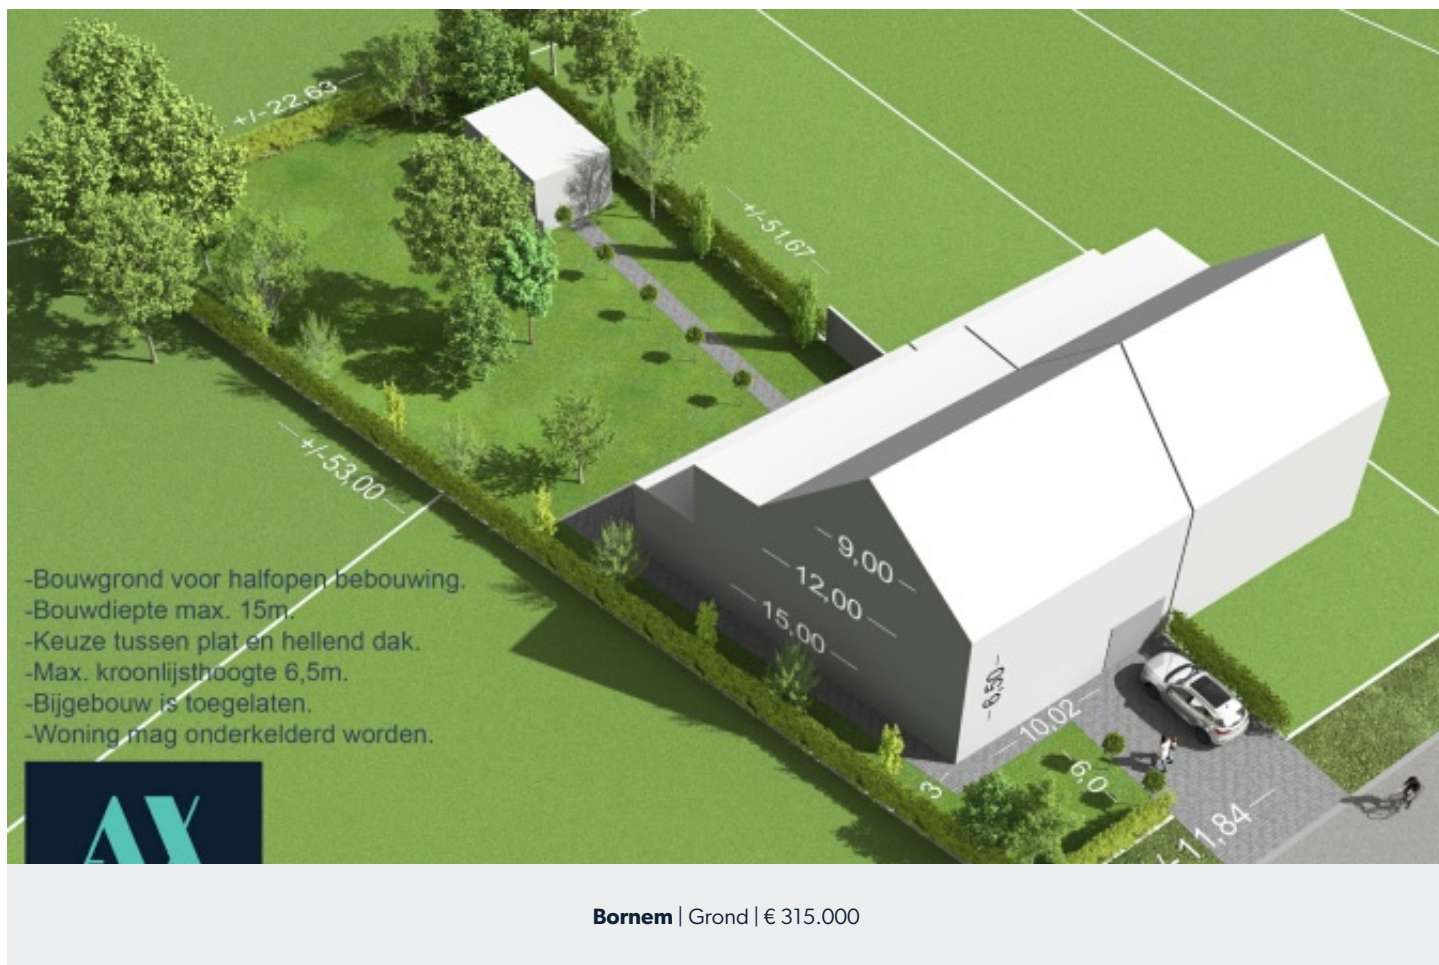 +/-22,63
+/-51,67
+/-53,00
9,00
12,00
15,00
6,50
10,02
6,0
3
/-11,84
-Bouwgrond voor halfopen bebouwing.
-Bouwdiepte max. 15m.
-Keuze tussen plat en hellend dak.
-Max. kroonlijsthoogte 6,5m.
-Bijgebouw is toegelaten.
-Woning mag onderkelderd worden.
AX
Bornem | Grond | € 315.000